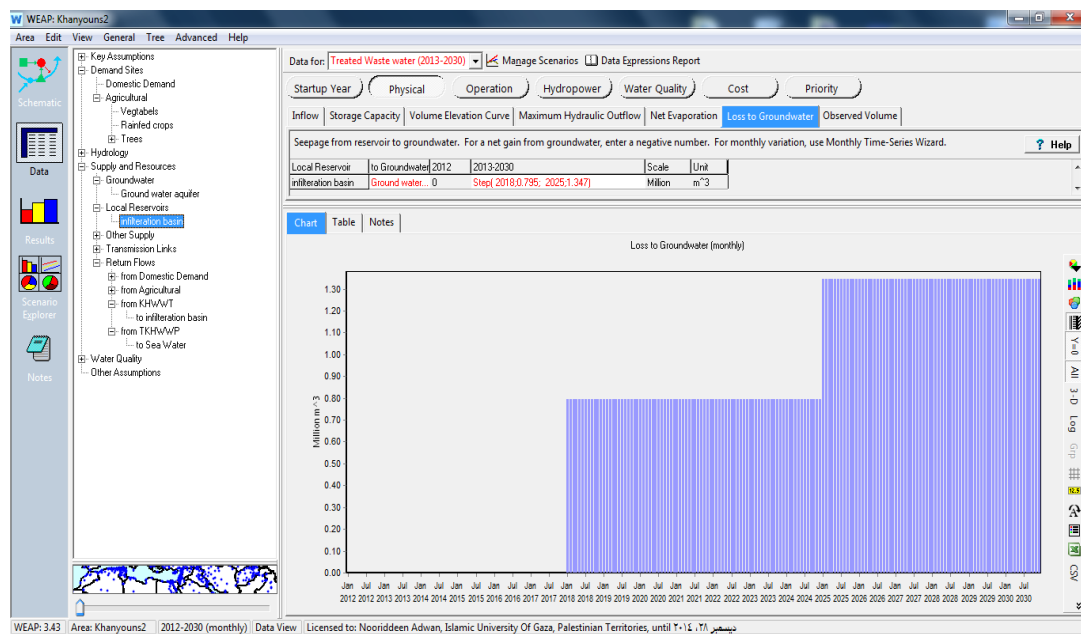 WEAP: Khanyouns2
Area Edit View General Tree Advanced Help
Schematic
Data
Results
Scenario Explorer
Notes
Key Assumptions
Demand Sites
Domestic Demand
Agricultural
Vegtabels
Rainfed crops
Trees
Hydrology
Supply and Resources
Groundwater
Ground water aquifer
Local Reservoirs
infilteration basin
Other Supply
Transmission Links
Return Flows
from Domestic Demand
from Agricultural
from KHWWT
to infilteration basin
from TKHWWP
to Sea Water
Water Quality
Other Assumptions
Data for: Treated Waste water (2013-2030) Manage Scenarios Data Expressions Report
Startup Year Physical Operation Hydropower Water Quality Cost Priority
Inflow Storage Capacity Volume Elevation Curve Maximum Hydraulic Outflow Net Evaporation Loss to Groundwater Observed Volume
Seepage from reservoir to groundwater. For a net gain from groundwater, enter a negative number. For monthly variation, use Monthly Time-Series Wizard.
? Help
Local Reservoir to Groundwater 2012 2013-2030 Scale Unit
infilteration basin Ground water... 0 Step( 2018;0.795; 2025;1.347) Million m^3
Chart Table Notes
Loss to Groundwater (monthly)
Million m^3
1.30
1.20
1.10
1.00
0.90
0.80
0.70
0.60
0.50
0.40
0.30
0.20
0.10
0.00
Jan Jul Jan Jul Jan Jul Jan Jul Jan Jul Jan Jul Jan Jul Jan Jul Jan Jul Jan Jul Jan Jul Jan Jul Jan Jul Jan Jul Jan Jul Jan Jul Jan Jul Jan Jul Jan Jul
2012 2012 2013 2013 2014 2014 2015 2015 2016 2016 2017 2017 2018 2018 2019 2019 2020 2020 2021 2021 2022 2022 2023 2023 2024 2024 2025 2025 2026 2026 2027 2027 2028 2028 2029 2029 2030 2030
Y=0
All
3-D
Log
Grp
12.5
A
CSV
WEAP: 3.43 Area: Khanyouns2 2012-2030 (monthly) Data View Licensed to: Nooriddeen Adwan, Islamic University Of Gaza, Palestinian Territories, until ديسمبر ٢٨، ٢٠١٤